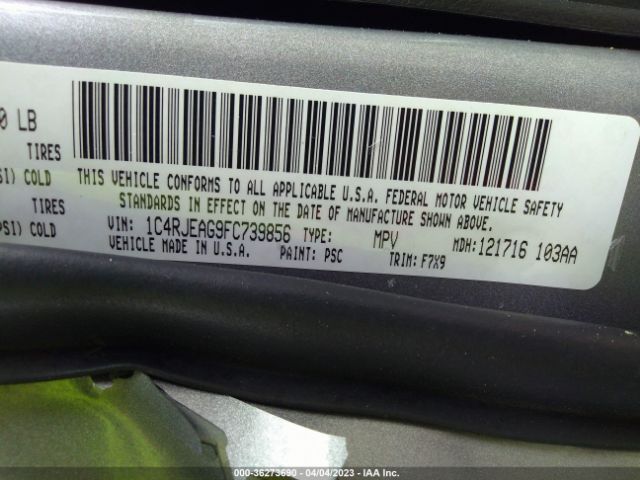 0 LB
TIRES
SI) COLD
TIRES
PSI) COLD
THIS VEHICLE CONFORMS TO ALL APPLICABLE U.S.A. FEDERAL MOTOR VEHICLE SAFETY
STANDARDS IN EFFECT ON THE DATE OF MANUFACTURE SHOWN ABOVE.
VIN: 1C4RJEAG9FC739856 TYPE: MPV MDH:121716 103AA
VEHICLE MADE IN U.S.A. PAINT: PSC TRIM: F7X9
000-36273690 - 04/04/2023 - IAA Inc.